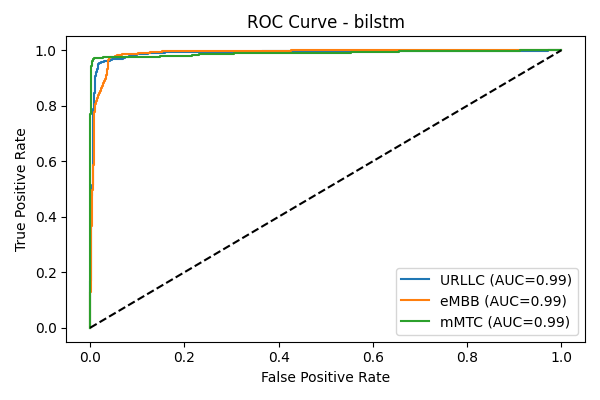 ROC Curve - bilstm
True Positive Rate
1.0
0.8
0.6
0.4
0.2
0.0
URLLC (AUC=0.99)
eMBB (AUC=0.99)
mMTC (AUC=0.99)
0.0 0.2 0.4 0.6 0.8 1.0
False Positive Rate